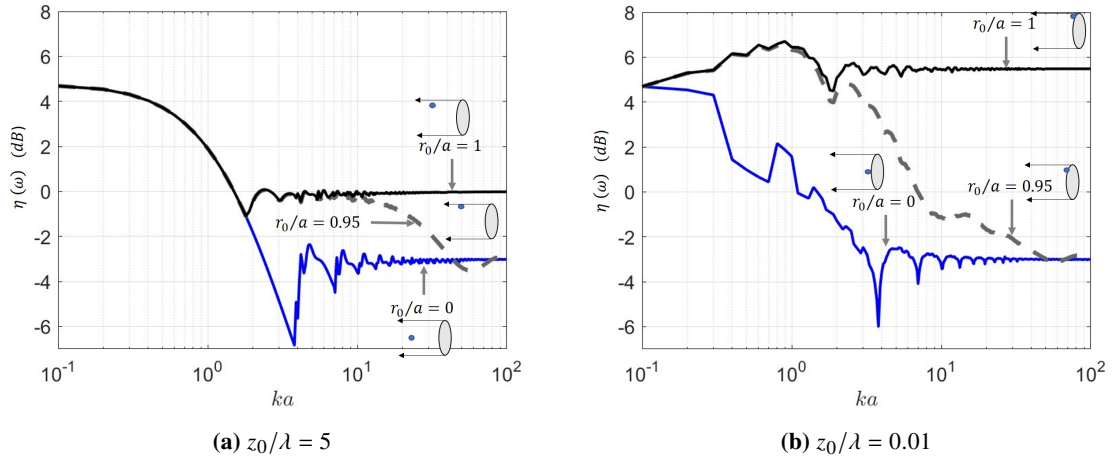 8
6
4
2
0
-2
-4
-6
η (ω) (dB)
r₀/a = 1
r₀/a = 0.95
r₀/a = 0
10⁻¹ 10⁰ 10¹ 10²
ka
(a) z₀/λ = 5
8
6
4
2
0
-2
-4
-6
η (ω) (dB)
r₀/a = 1
r₀/a = 0
r₀/a = 0.95
10⁻¹ 10⁰ 10¹ 10²
ka
(b) z₀/λ = 0.01